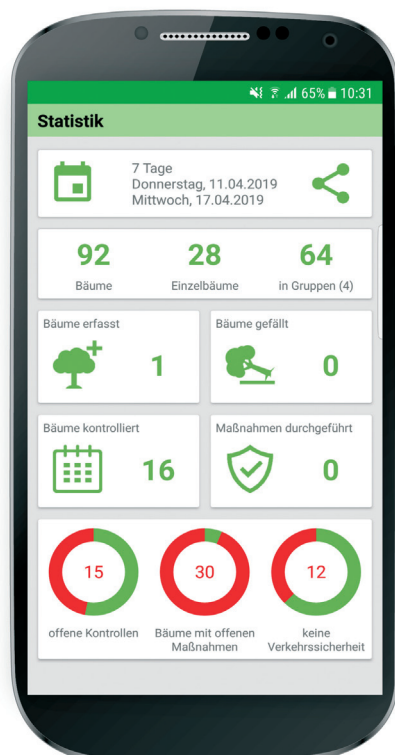 65% 10:31
Statistik
7 Tage
Donnerstag, 11.04.2019
Mittwoch, 17.04.2019
92 28 64
Bäume Einzelbäume in Gruppen (4)
Bäume erfasst Bäume gefällt
1 0
Bäume kontrolliert Maßnahmen durchgeführt
16 0
15 30 12
offene Kontrollen Bäume mit offenen Maßnahmen keine Verkehrssicherheit